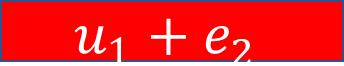 u₁ + e₂